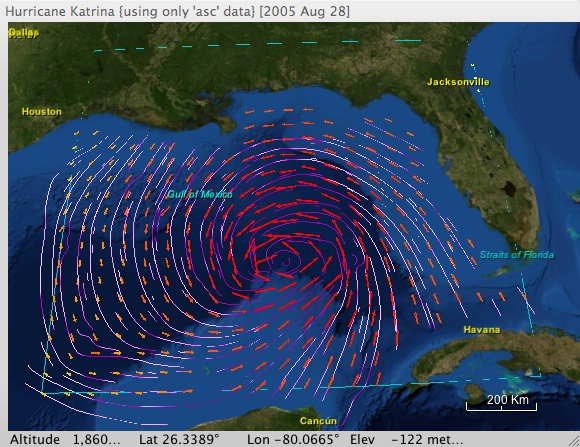 Hurricane Katrina {using only 'asc' data} [2005 Aug 28]
Dallas
Jacksonville
Houston
Gulf of Mexico
Straits of Florida
Havana
200 Km
Cancún
Altitude 1,860... Lat 26.3389° Lon -80.0665° Elev -122 met...